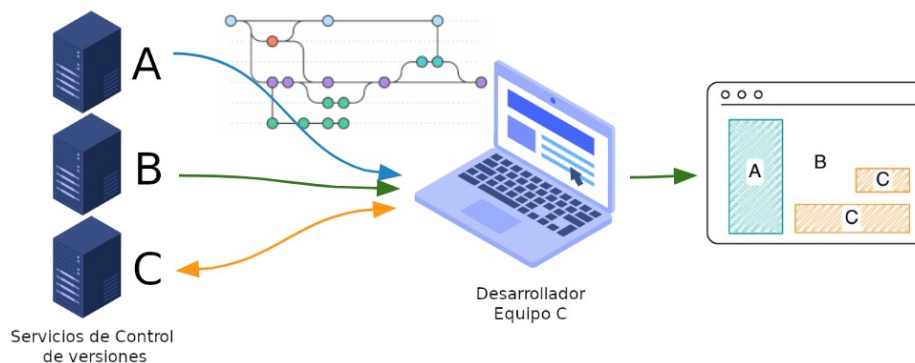 A
B
C
Servicios de Control
de versiones
Desarrollador
Equipo C
A
B
C
C